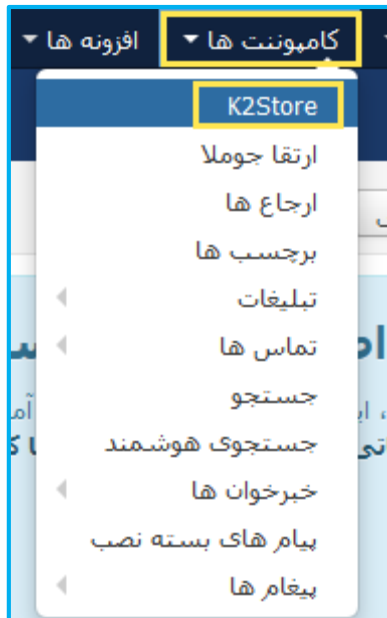 کامپوننت ها افزونه ها
K2Store
ارتقا جوملا
ارجاع ها
برچسب ها
تبلیغات
تماس ها
جستجو
جستجوی هوشمند
خبرخوان ها
پیام های بسته نصب
پیغام ها